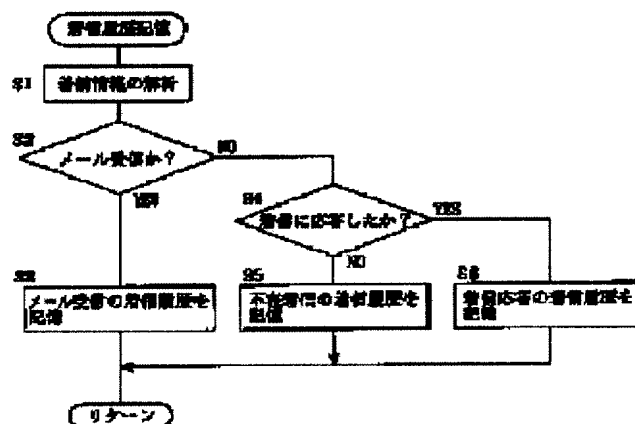 着信履歴記憶
S1
着信情報の解析
S2
メール受信か？
NO
YES
S4
着信に応答したか？
YES
NO
メール受信の着信履歴を
記憶
S5
不在着信の着信履歴を
記憶
着信応答の着信履歴を
記憶
リターン